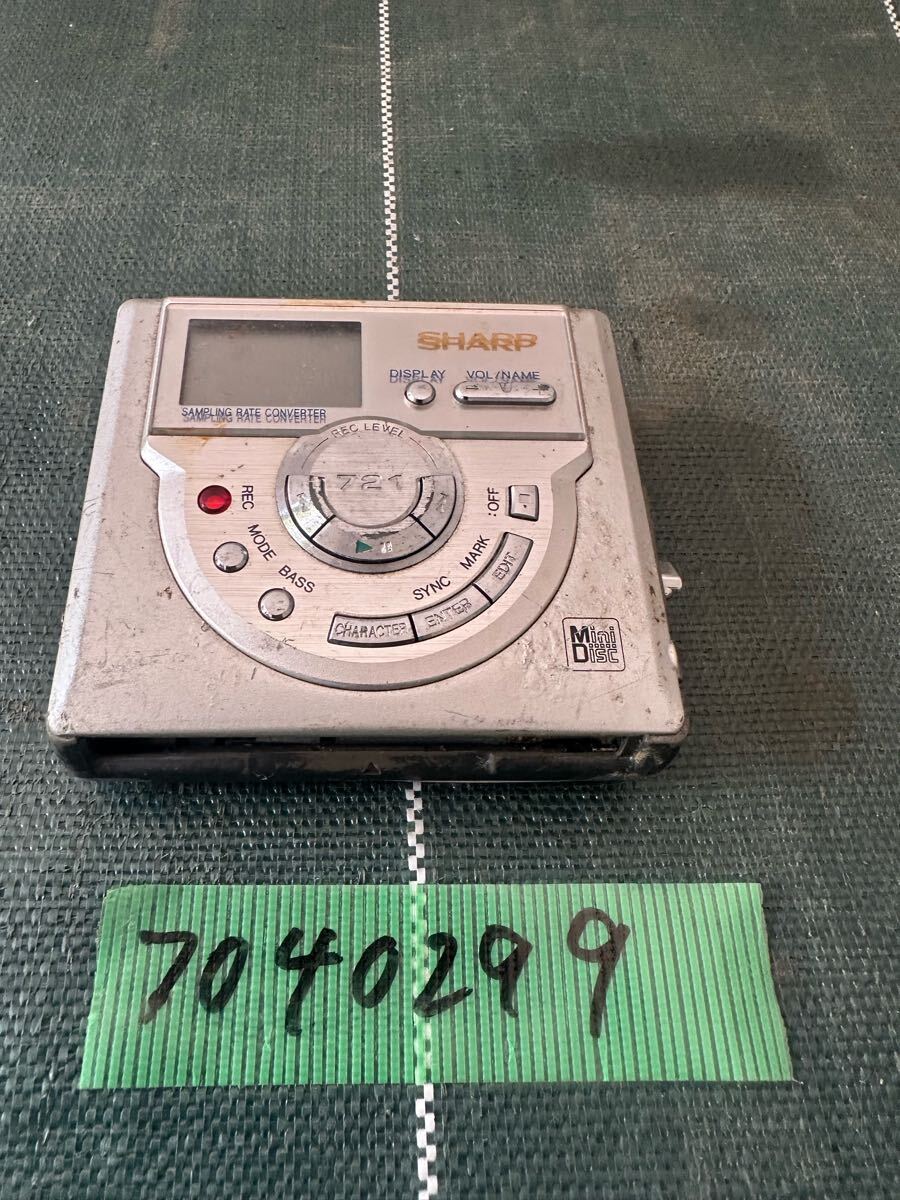 SHARP
DISPLAY VOL/NAME
SAMPLING RATE CONVERTER
REC LEVEL
721
REC
MODE
BASS
:OFF
SYNC MARK
CHARACTER ENTER EDIT
Mini
Disc
7040299